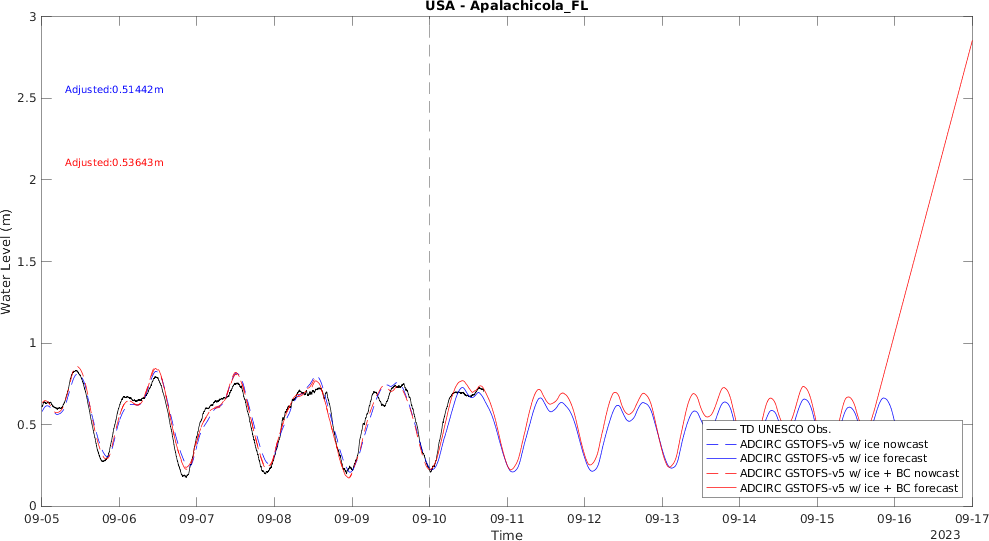 USA - Apalachicola_FL
3
2.5
2
1.5
1
0.5
0
Water Level (m)
Adjusted:0.51442m
Adjusted:0.53643m
TD UNESCO Obs.
ADCIRC GSTOFS-v5 w/ ice nowcast
ADCIRC GSTOFS-v5 w/ ice forecast
ADCIRC GSTOFS-v5 w/ ice + BC nowcast
ADCIRC GSTOFS-v5 w/ ice + BC forecast
09-05 09-06 09-07 09-08 09-09 09-10 09-11 09-12 09-13 09-14 09-15 09-16 09-17
Time
2023